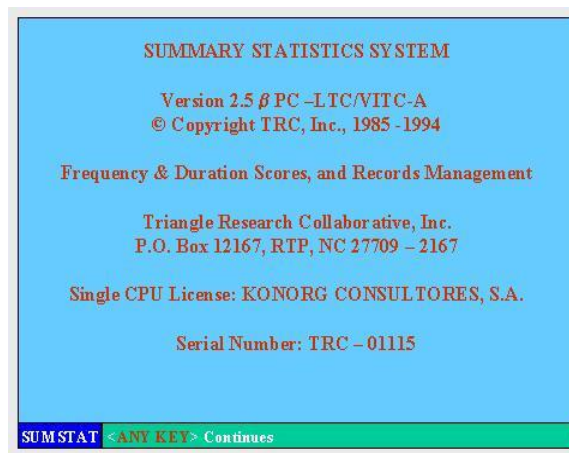 SUMMARY STATISTICS SYSTEM
Version 2.5 β PC –LTC/VITC-A
© Copyright TRC, Inc., 1985 -1994
Frequency & Duration Scores, and Records Management
Triangle Research Collaborative, Inc.
P.O. Box 12167, RTP, NC 27709 – 2167
Single CPU License: KONORG CONSULTORES, S.A.
Serial Number: TRC – 01115
SUMSTAT <ANY KEY> Continues